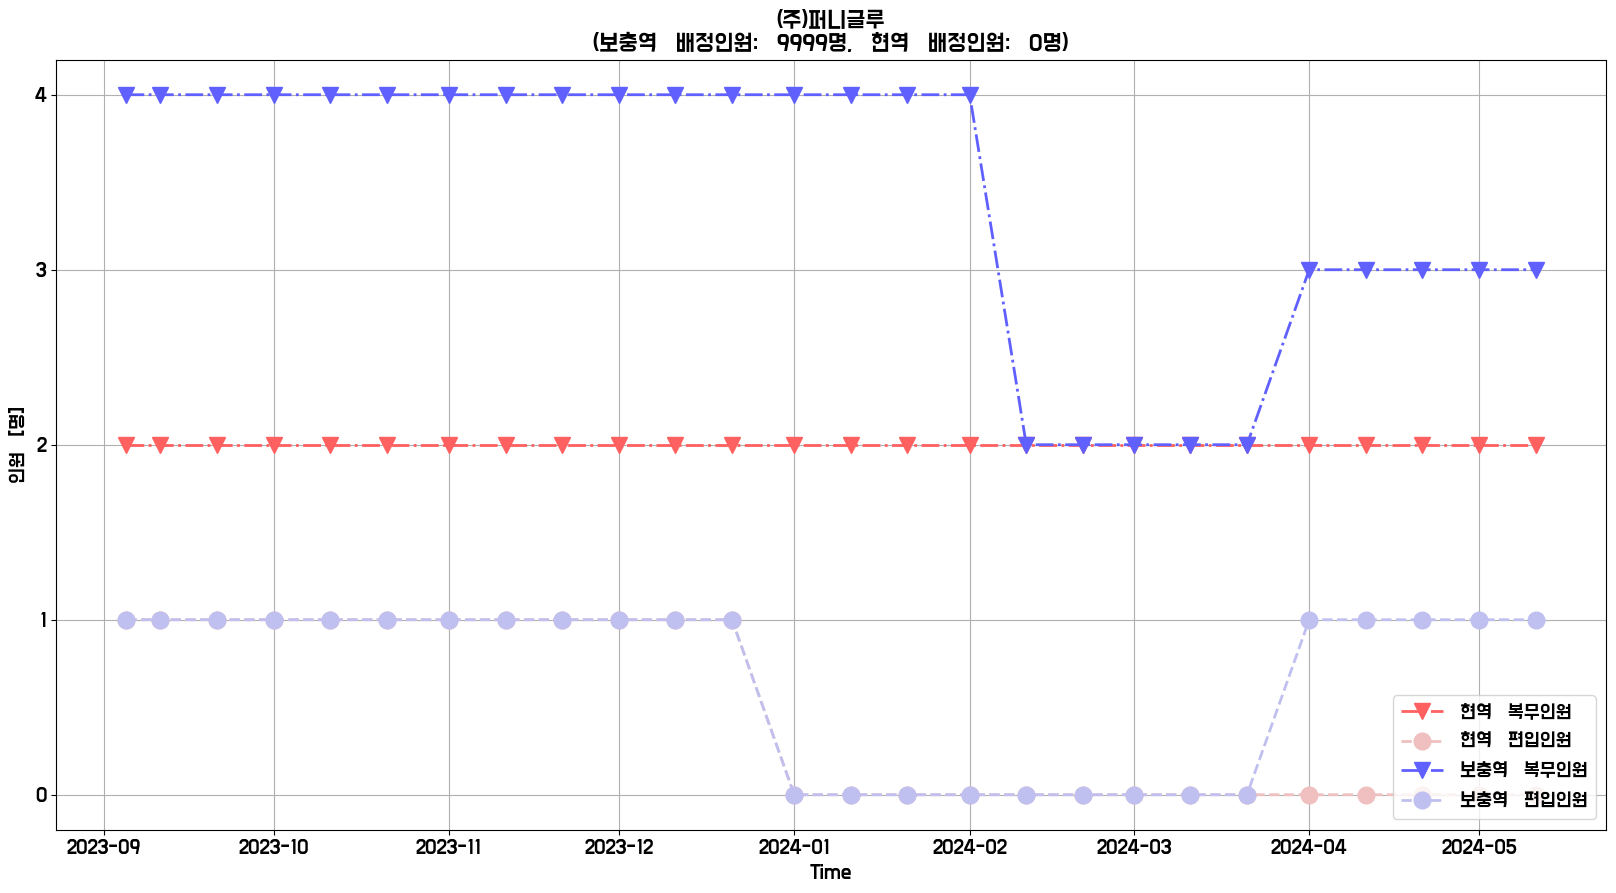 (주)퍼니글루
(보충역 배정인원: 9999명, 현역 배정인원: 0명)
4
3
2
1
0
인원 [명]
2023-09 2023-10 2023-11 2023-12 2024-01 2024-02 2024-03 2024-04 2024-05
Time
현역 복무인원
현역 편입인원
보충역 복무인원
보충역 편입인원